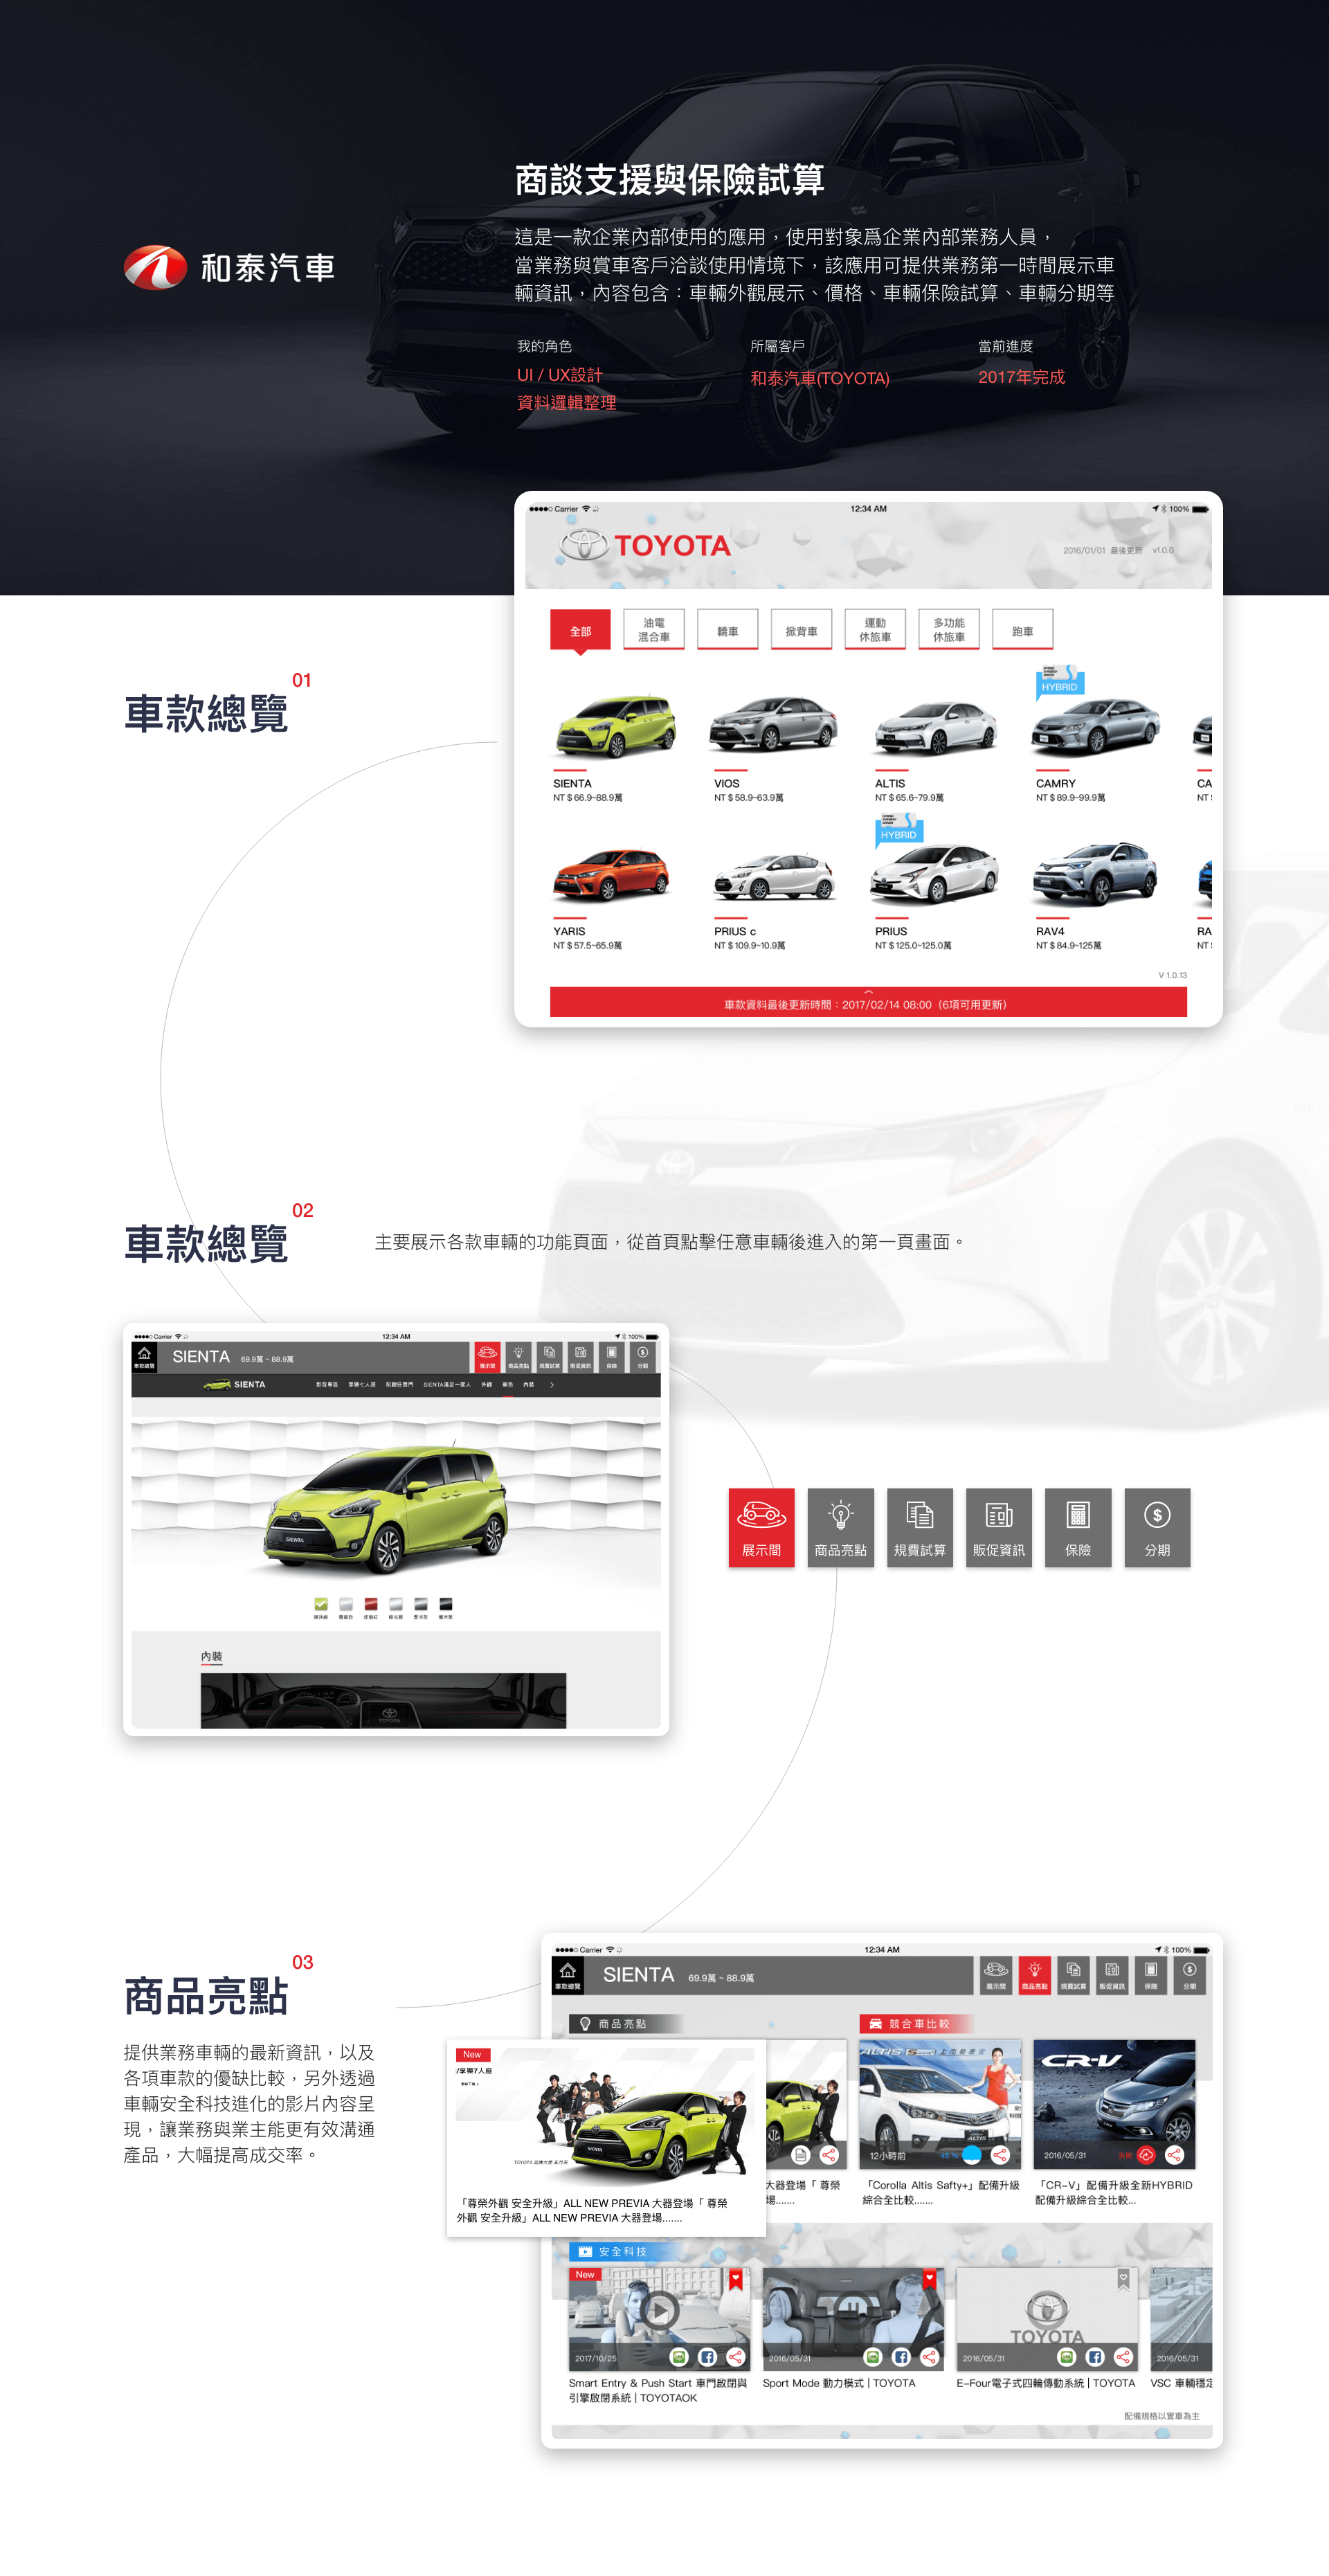 和泰汽車
商談支援與保險試算
這是一款企業內部使用的應用，使用對象爲企業內部業務人員，
當業務與賞車客戶洽談使用情境下，該應用可提供業務第一時間展示車
輛資訊，內容包含：車輛外觀展示、價格、車輛保險試算、車輛分期等
我的角色
UI / UX設計
資料邏輯整理
所屬客戶
和泰汽車(TOYOTA)
當前進度
2017年完成
Carrier 12:34 AM 100%
TOYOTA
2016/01/01 最後更新 v1.0.0
全部
油電
混合車
轎車
掀背車
運動
休旅車
多功能
休旅車
跑車
01
車款總覽
HYBRID
SIENTA
NT $ 66.9~88.9萬
VIOS
NT $ 58.9~63.9萬
ALTIS
NT $ 65.6~79.9萬
CAMRY
NT $ 89.9~99.9萬
CA
NT
HYBRID
YARIS
NT $ 57.5~65.9萬
PRIUS c
NT $ 109.9~10.9萬
PRIUS
NT $ 125.0~125.0萬
RAV4
NT $ 84.9~125萬
RA
NT
V 1.0.13
車款資料最後更新時間：2017/02/14 08:00（6項可用更新）
02
車款總覽
主要展示各款車輛的功能頁面，從首頁點擊任意車輛後進入的第一頁畫面。
Carrier 12:34 AM 100%
車款總覽
SIENTA 69.9萬 ~ 88.9萬
展示間 商品亮點 規費試算 販促資訊 保險 分期
SIENTA
外觀 內裝
SIENTA
展示間
商品亮點
規費試算
販促資訊
保險
分期
內裝
TOYOTA
03
商品亮點
提供業務車輛的最新資訊，以及
各項車款的優缺比較，另外透過
車輛安全科技進化的影片內容呈
現，讓業務與業主能更有效溝通
產品，大幅提高成交率。
Carrier 12:34 AM 100%
車款總覽
SIENTA 69.9萬 ~ 88.9萬
展示間 商品亮點 規費試算 販促資訊 保險 分期
商品亮點
競合車比較
New
/享樂7人座
SIENTA
「尊榮外觀 安全升級」ALL NEW PREVIA 大器登場「 尊榮
外觀 安全升級」ALL NEW PREVIA 大器登場.......
大器登場「 尊榮
場.......
ALTIS
12小時前
「Corolla Altis Safty+」配備升級
綜合全比較.......
CR-V
2016/05/31
「CR-V」配備升級全新HYBRID
配備升級綜合全比較...
安全科技
New
2017/10/25
Smart Entry & Push Start 車門啟閉與
引擎啟閉系統 | TOYOTAOK
2016/05/31
Sport Mode 動力模式 | TOYOTA
TOYOTA
2016/05/31
E-Four電子式四輪傳動系統 | TOYOTA
2016/05/31
VSC 車輛穩定
配備規格以實車為主